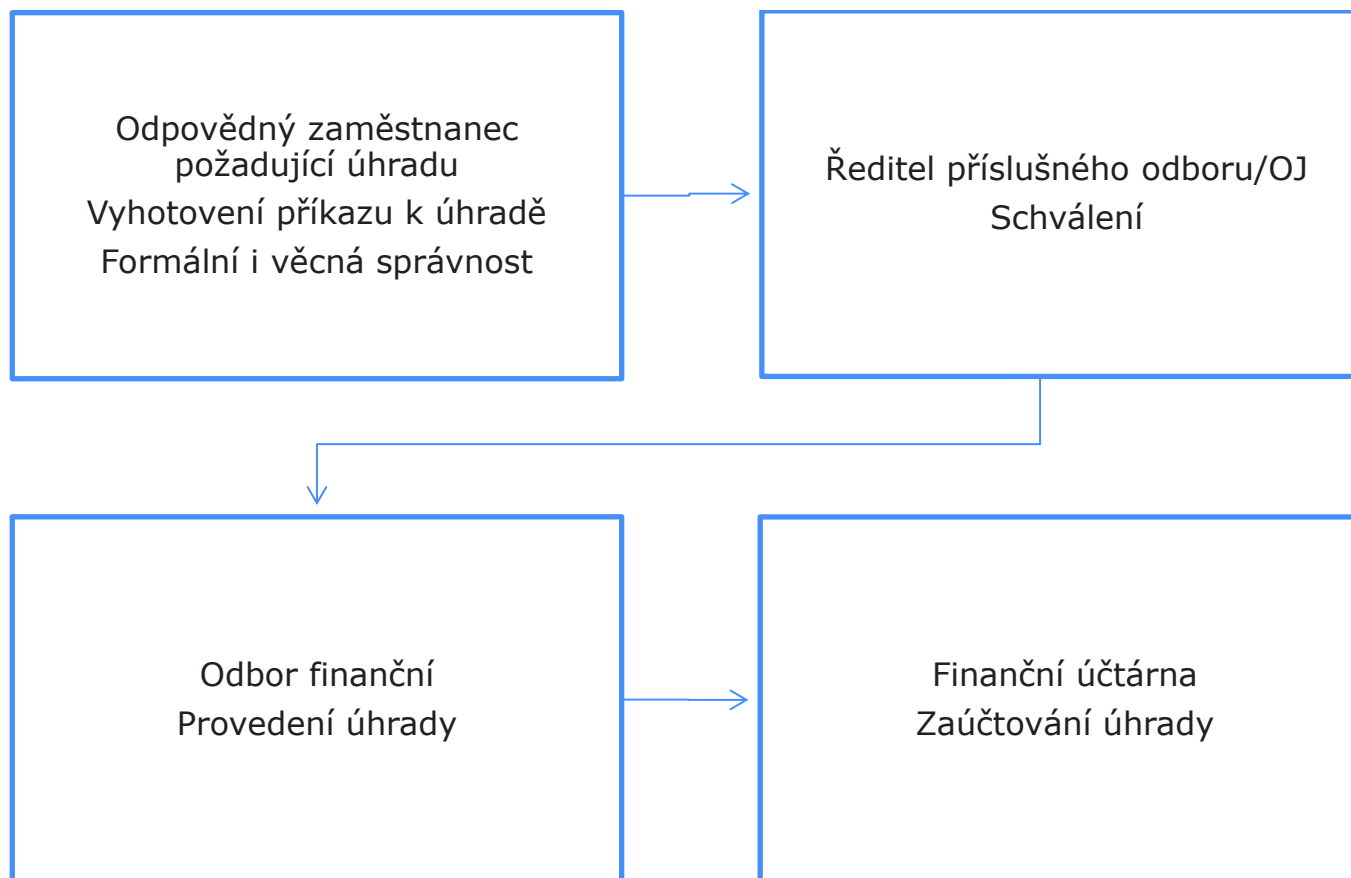 Odpovědný zaměstnanec
požadující úhradu
Vyhotovení příkazu k úhradě
Formální i věcná správnost
Ředitel příslušného odboru/OJ
Schválení
Odbor finanční
Provedení úhrady
Finanční účtárna
Zaúčtování úhrady